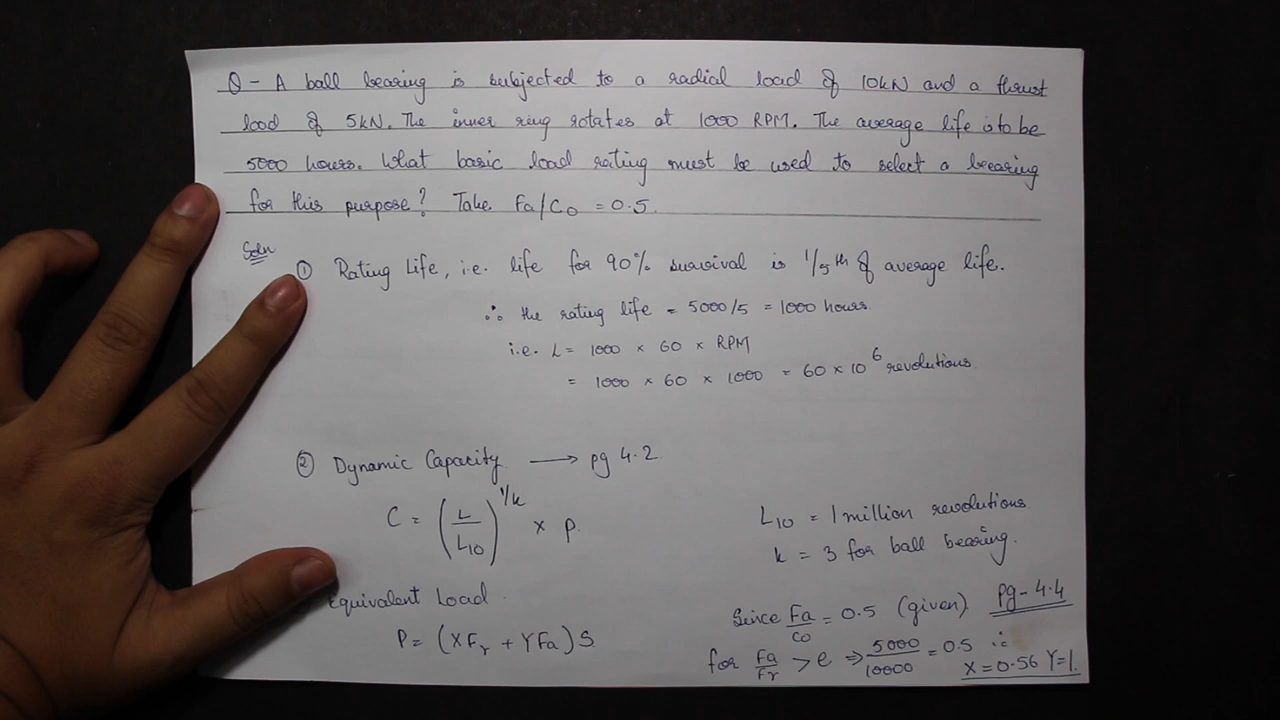 Q - A ball bearing is subjected to a radial load of 10kN and a thrust
load of 5kN. The inner ring rotates at 1000 RPM. The average life is to be
5000 hours. What basic load rating must be used to select a bearing
for this purpose? Take Fa/C₀ = 0.5.
Soln
① Rating Life, i.e. life for 90% survival is 1/5th of average life.
∴ the rating life = 5000/5 = 1000 hours
i.e. L = 1000 × 60 × RPM
= 1000 × 60 × 1000 = 60 × 10⁶ revolutions
② Dynamic Capacity → pg 4.2
C = (L/L₁₀)^1/k × P.
L₁₀ = 1 million revolutions
k = 3 for ball bearing.
Equivalent Load
P = (XFr + YFa) S
Since Fa/Co = 0.5 (given) pg - 4.4
for Fa/Fr > e ⇒ 5000/10000 = 0.5 ∴
X = 0.56 Y = 1